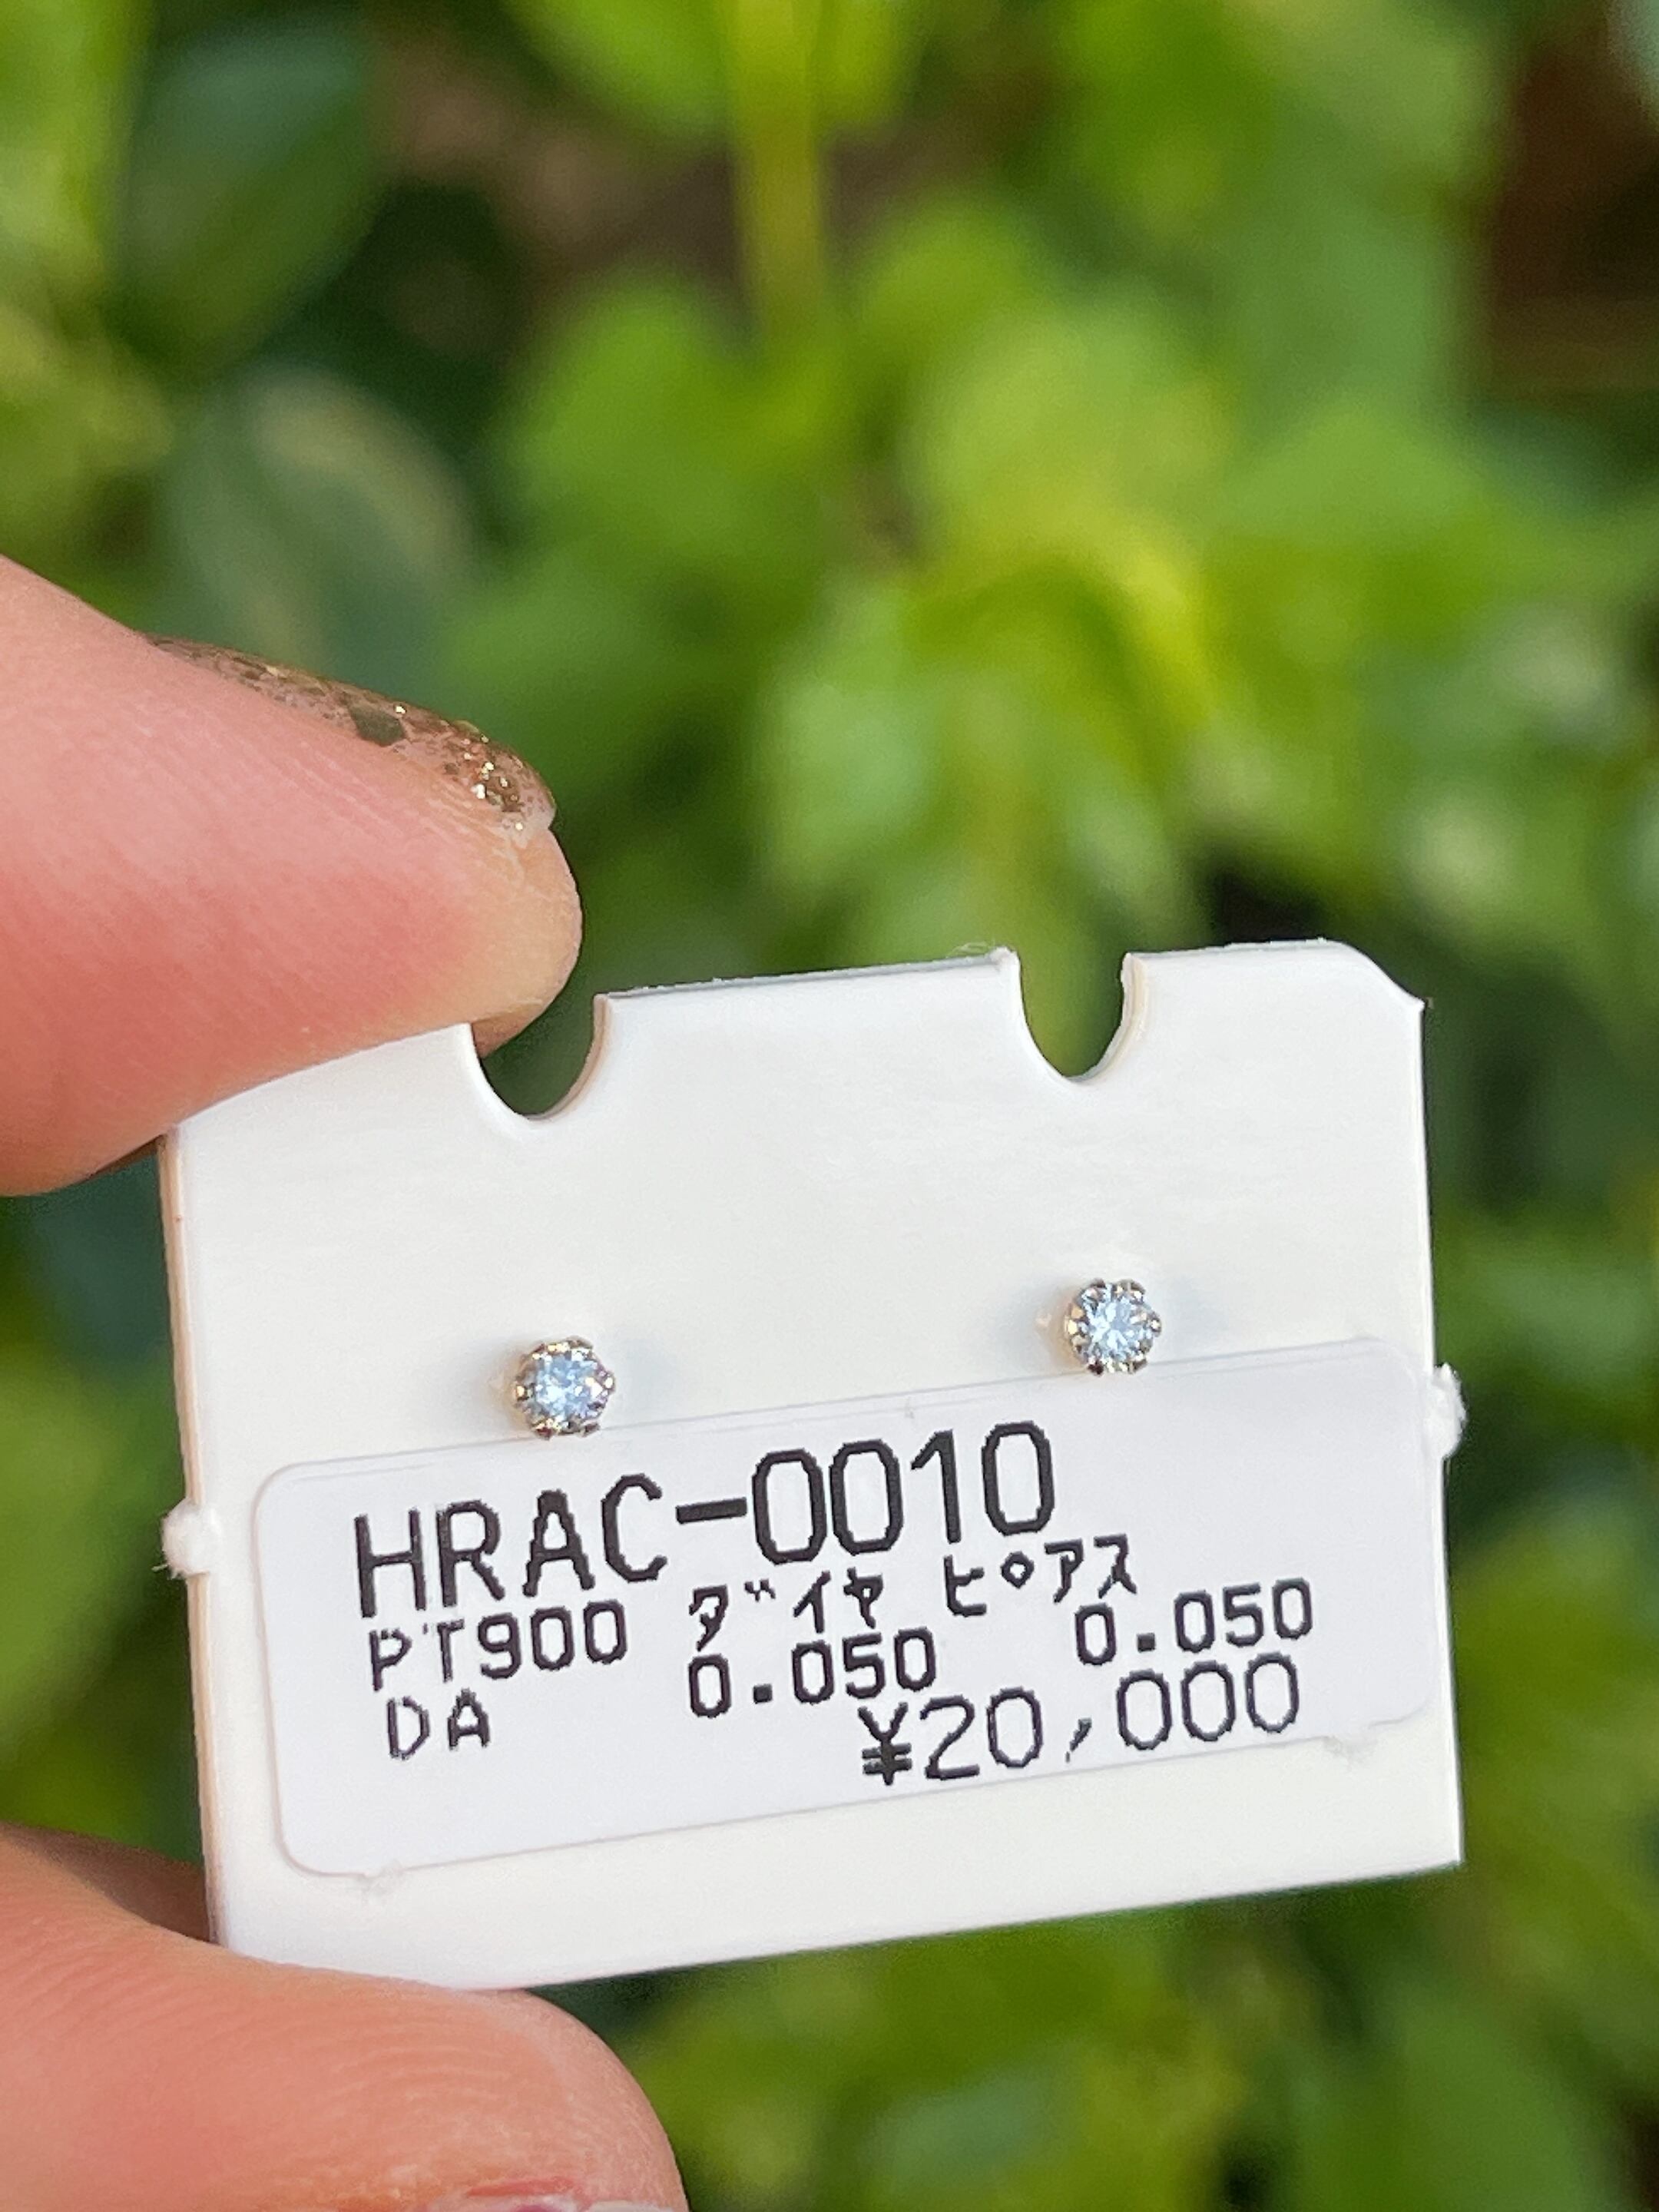 HRAC-0010
PT900 ﾀﾞｲﾔ ﾋﾟｱｽ
DA 0.050 0.050
¥20,000